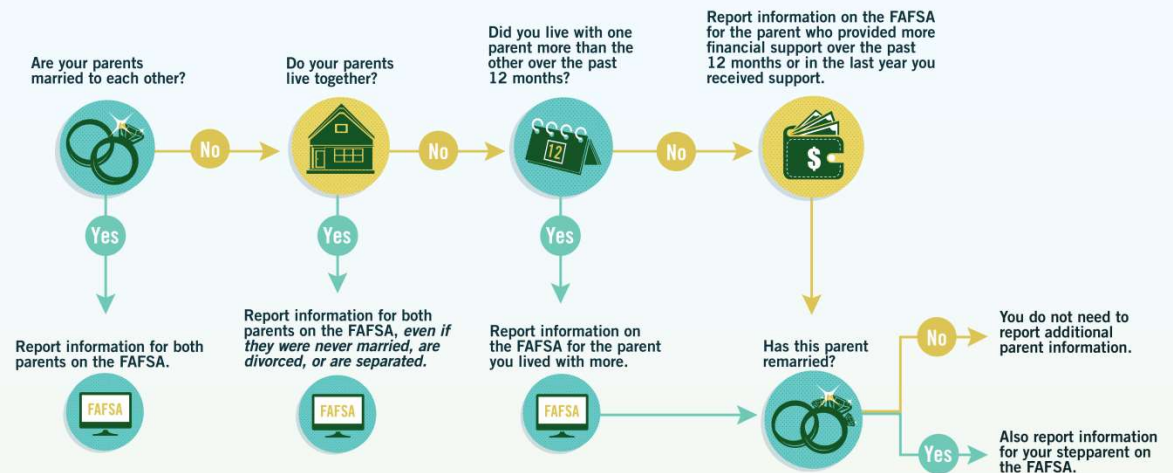 Are your parents
married to each other?
No
Yes
Report information for both
parents on the FAFSA.
FAFSA
Do your parents
live together?
No
Yes
Report information for both
parents on the FAFSA, even if
they were never married, are
divorced, or are separated.
FAFSA
Did you live with one
parent more than the
other over the past
12 months?
12
No
Yes
Report information on
the FAFSA for the parent
you lived with more.
FAFSA
Report information on the FAFSA
for the parent who provided more
financial support over the past
12 months or in the last year you
received support.
$
Has this parent
remarried?
No
You do not need to
report additional
parent information.
Yes
Also report information
for your stepparent on
the FAFSA.